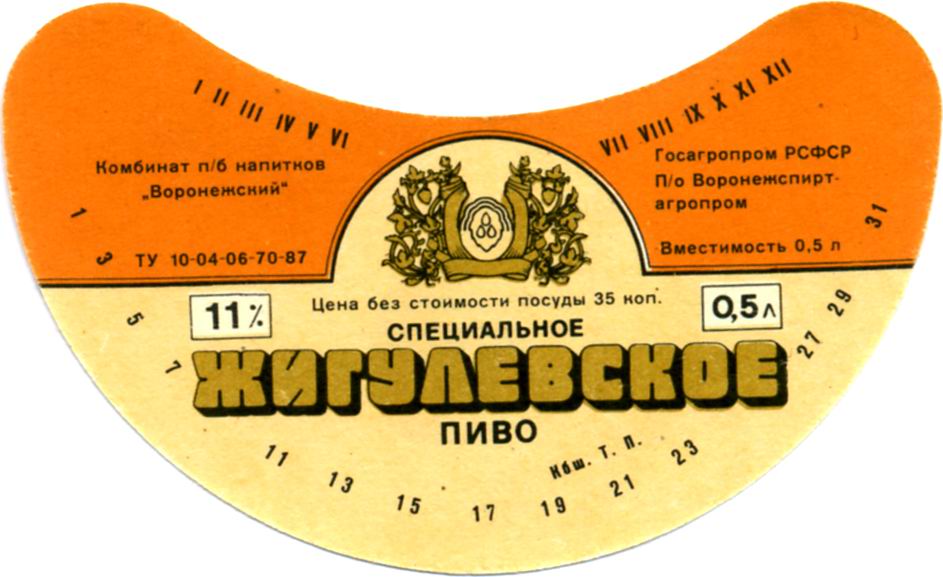 I II III IV V VI
VII VIII IX X XI XII
Комбинат п/б напитков
„Воронежский“
ТУ 10-04-06-70-87
Госагропром РСФСР
П/о Воронежспирт-
агропром
Вместимость 0,5 л
11%
Цена без стоимости посуды 35 коп.
0,5л
СПЕЦИАЛЬНОЕ
ЖИГУЛЕВСКОЕ
ПИВО
Кбш. Т. П.
1 3 5 7 11 13 15 17 19 21 23 27 29 31